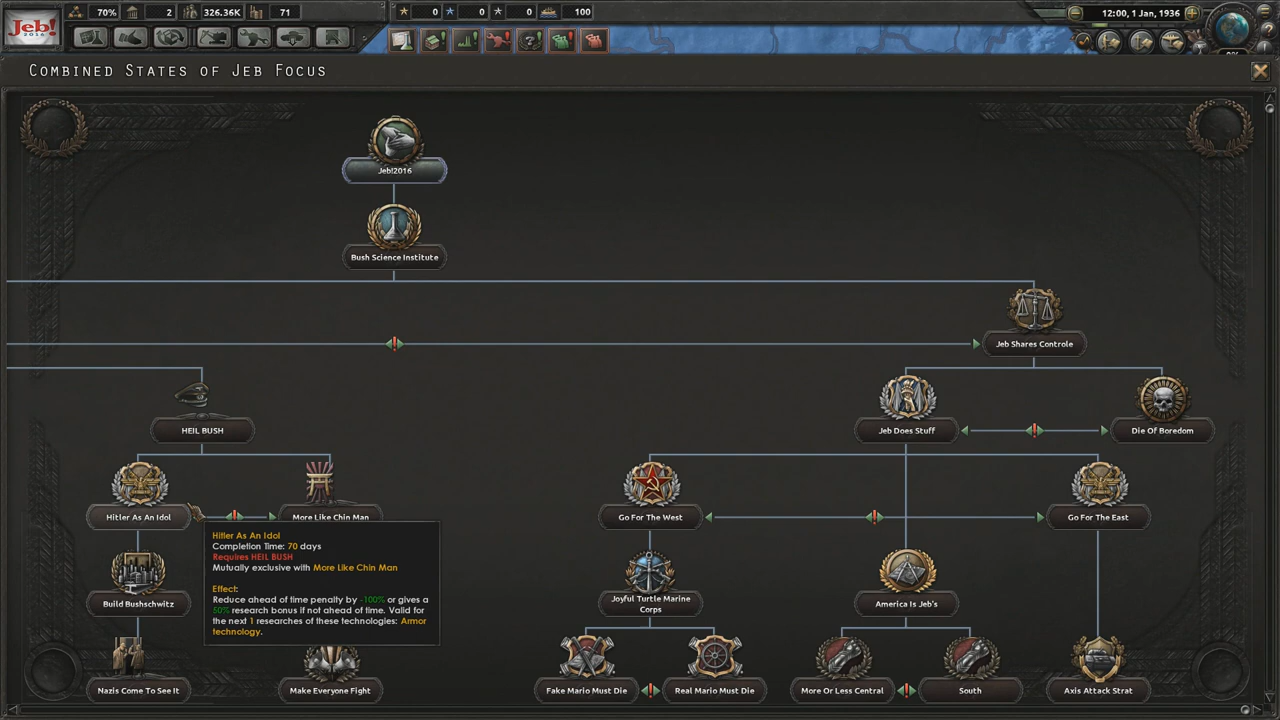 Jeb!
2016
70%
2
326.36K
71
0
0
0
100
12:00, 1 Jan, 1936
Combined States of Jeb Focus
Jeb!2016
Bush Science Institute
Jeb Shares Controle
HEIL BUSH
Jeb Does Stuff
Die Of Boredom
Hitler As An Idol
More Like Chin Man
Go For The West
Go For The East
Hitler As An Idol
Completion Time: 70 days
Requires HEIL BUSH
Mutually exclusive with More Like Chin Man
Effect:
Reduce ahead of time penalty by -100% or gives a
50% research bonus if not ahead of time. Valid for
the next 1 researches of these technologies: Armor
technology.
Build Bushschwitz
Joyful Turtle Marine
Corps
America Is Jeb's
Nazis Come To See It
Make Everyone Fight
Fake Mario Must Die
Real Mario Must Die
More Or Less Central
South
Axis Attack Strat